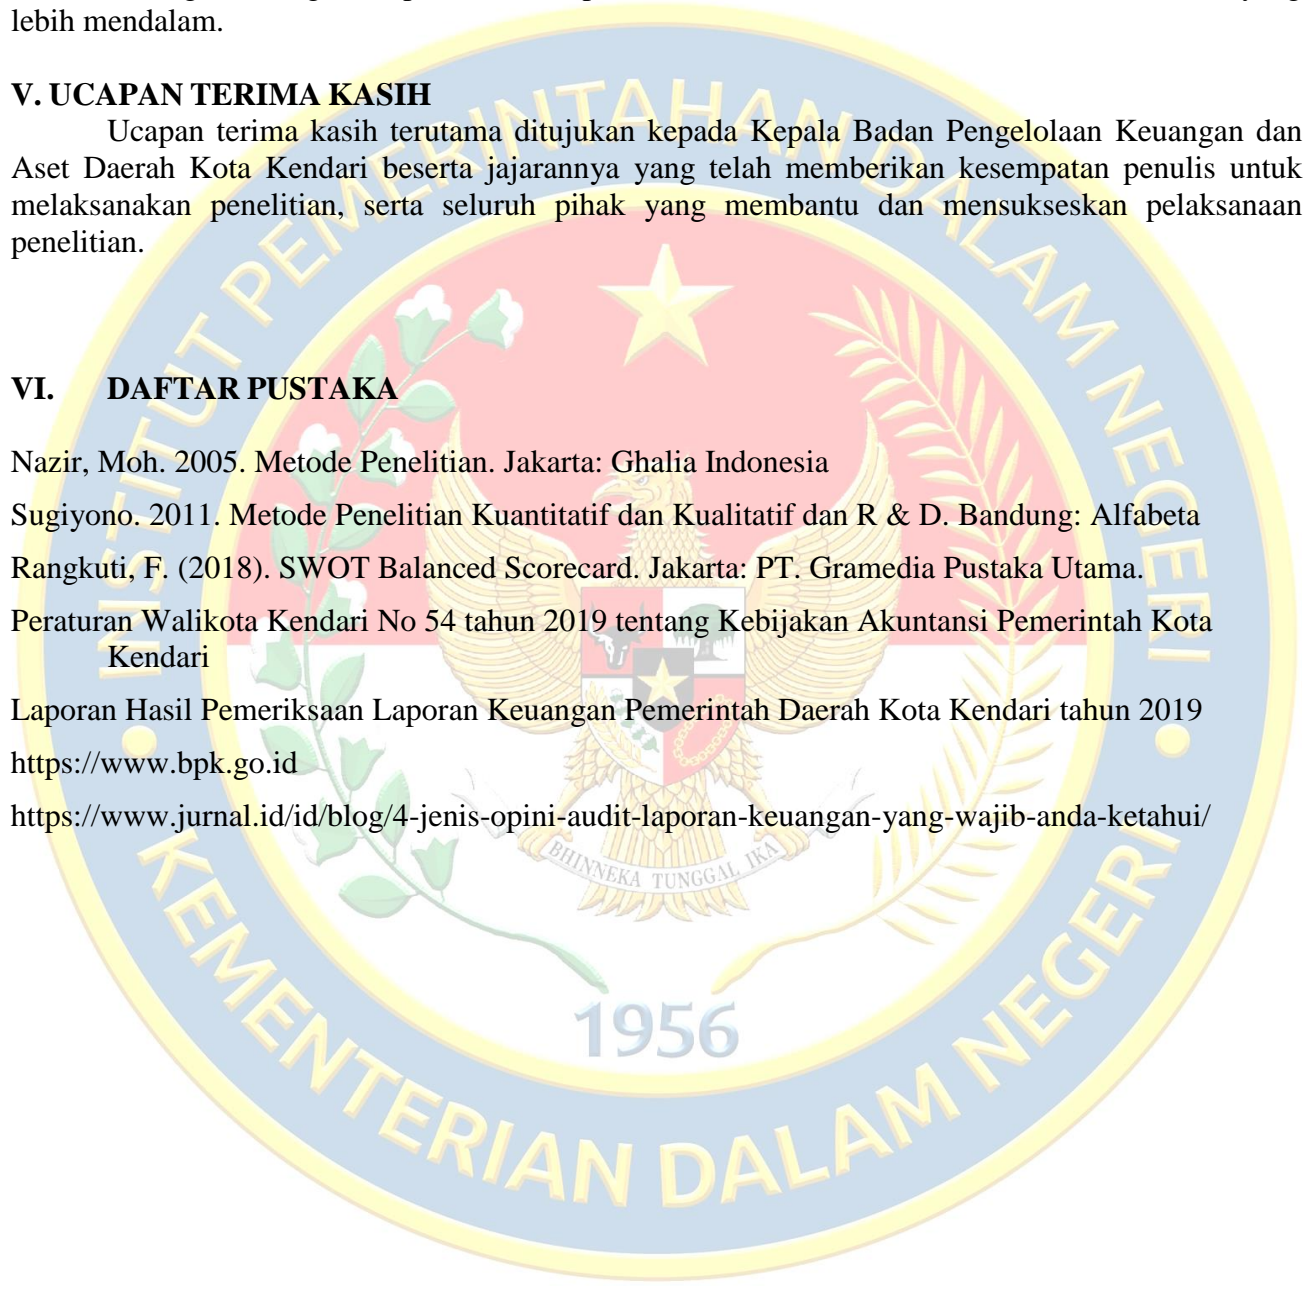 lebih mendalam.
V. UCAPAN TERIMA KASIH
Ucapan terima kasih terutama ditujukan kepada Kepala Badan Pengelolaan Keuangan dan
Aset Daerah Kota Kendari beserta jajarannya yang telah memberikan kesempatan penulis untuk
melaksanakan penelitian, serta seluruh pihak yang membantu dan mensukseskan pelaksanaan
penelitian.
VI. DAFTAR PUSTAKA
Nazir, Moh. 2005. Metode Penelitian. Jakarta: Ghalia Indonesia
Sugiyono. 2011. Metode Penelitian Kuantitatif dan Kualitatif dan R & D. Bandung: Alfabeta
Rangkuti, F. (2018). SWOT Balanced Scorecard. Jakarta: PT. Gramedia Pustaka Utama.
Peraturan Walikota Kendari No 54 tahun 2019 tentang Kebijakan Akuntansi Pemerintah Kota
Kendari
Laporan Hasil Pemeriksaan Laporan Keuangan Pemerintah Daerah Kota Kendari tahun 2019
https://www.bpk.go.id
https://www.jurnal.id/id/blog/4-jenis-opini-audit-laporan-keuangan-yang-wajib-anda-ketahui/
INSTITUT PEMERINTAHAN DALAM NEGERI
BHINNEKA TUNGGAL IKA
1956
KEMENTERIAN DALAM NEGERI